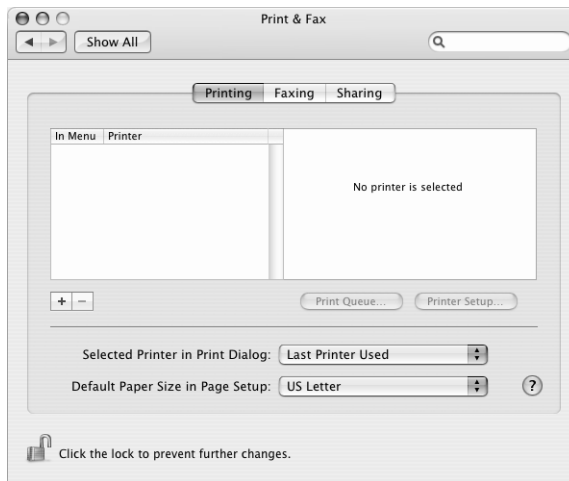 Print & Fax
Show All
Printing Faxing Sharing
In Menu Printer
No printer is selected
+ −
Print Queue... Printer Setup...
Selected Printer in Print Dialog: Last Printer Used
Default Paper Size in Page Setup: US Letter ?
Click the lock to prevent further changes.